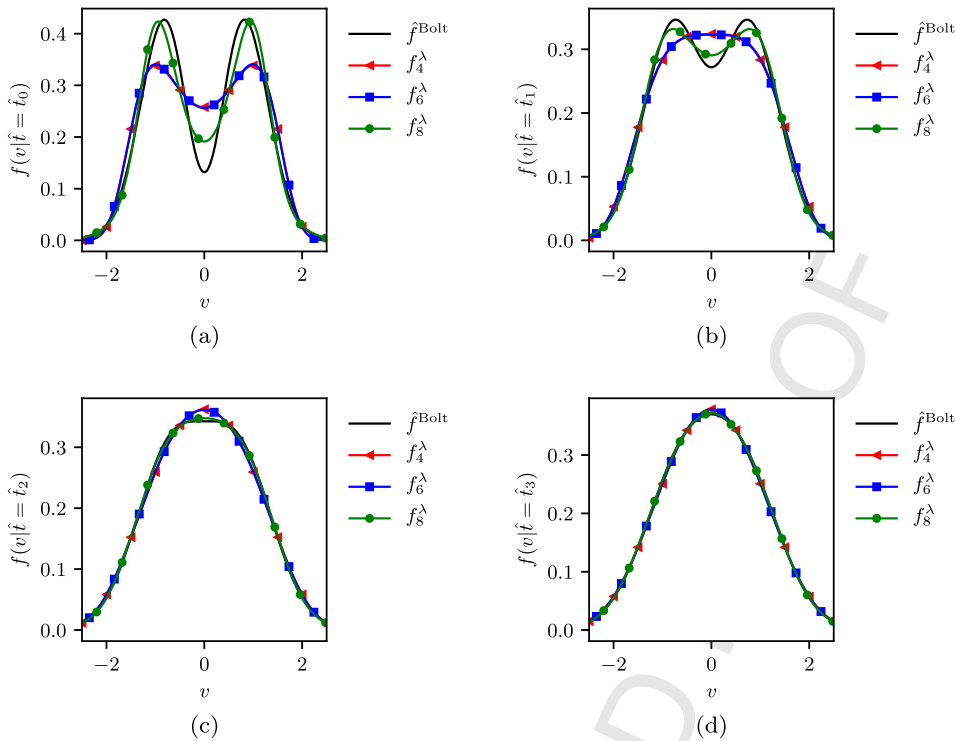 0.4
0.3
0.2
0.1
0.0
−2
0
2
v
f(v|t̂ = t̂₀)
f̂ᴮᵒˡᵗ
f₄^λ
f₆^λ
f₈^λ
(a)
0.3
0.2
0.1
0.0
−2
0
2
v
f(v|t̂ = t̂₁)
f̂ᴮᵒˡᵗ
f₄^λ
f₆^λ
f₈^λ
(b)
0.3
0.2
0.1
0.0
−2
0
2
v
f(v|t̂ = t̂₂)
f̂ᴮᵒˡᵗ
f₄^λ
f₆^λ
f₈^λ
(c)
0.3
0.2
0.1
0.0
−2
0
2
v
f(v|t̂ = t̂₃)
f̂ᴮᵒˡᵗ
f₄^λ
f₆^λ
f₈^λ
(d)